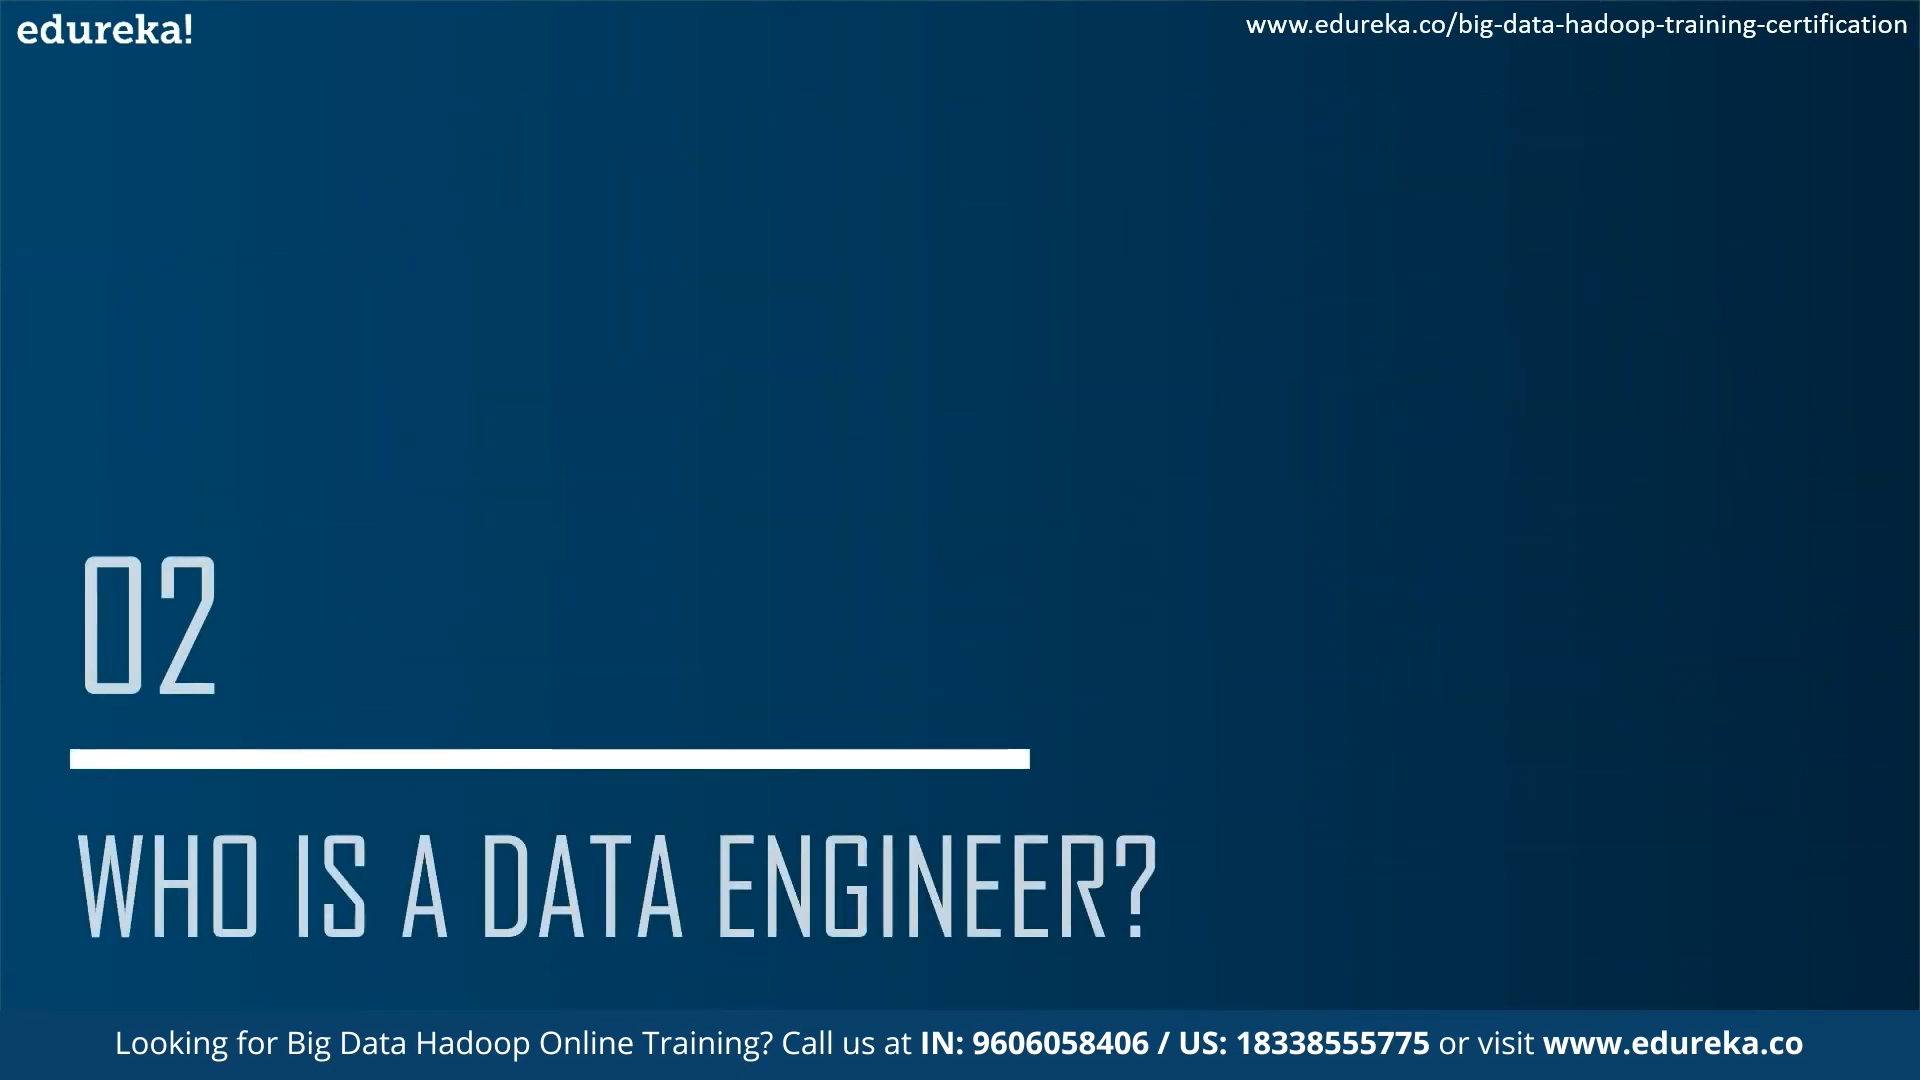 edureka!
www.edureka.co/big-data-hadoop-training-certification
02
WHO IS A DATA ENGINEER?
Looking for Big Data Hadoop Online Training? Call us at IN: 9606058406 / US: 18338555775 or visit www.edureka.co